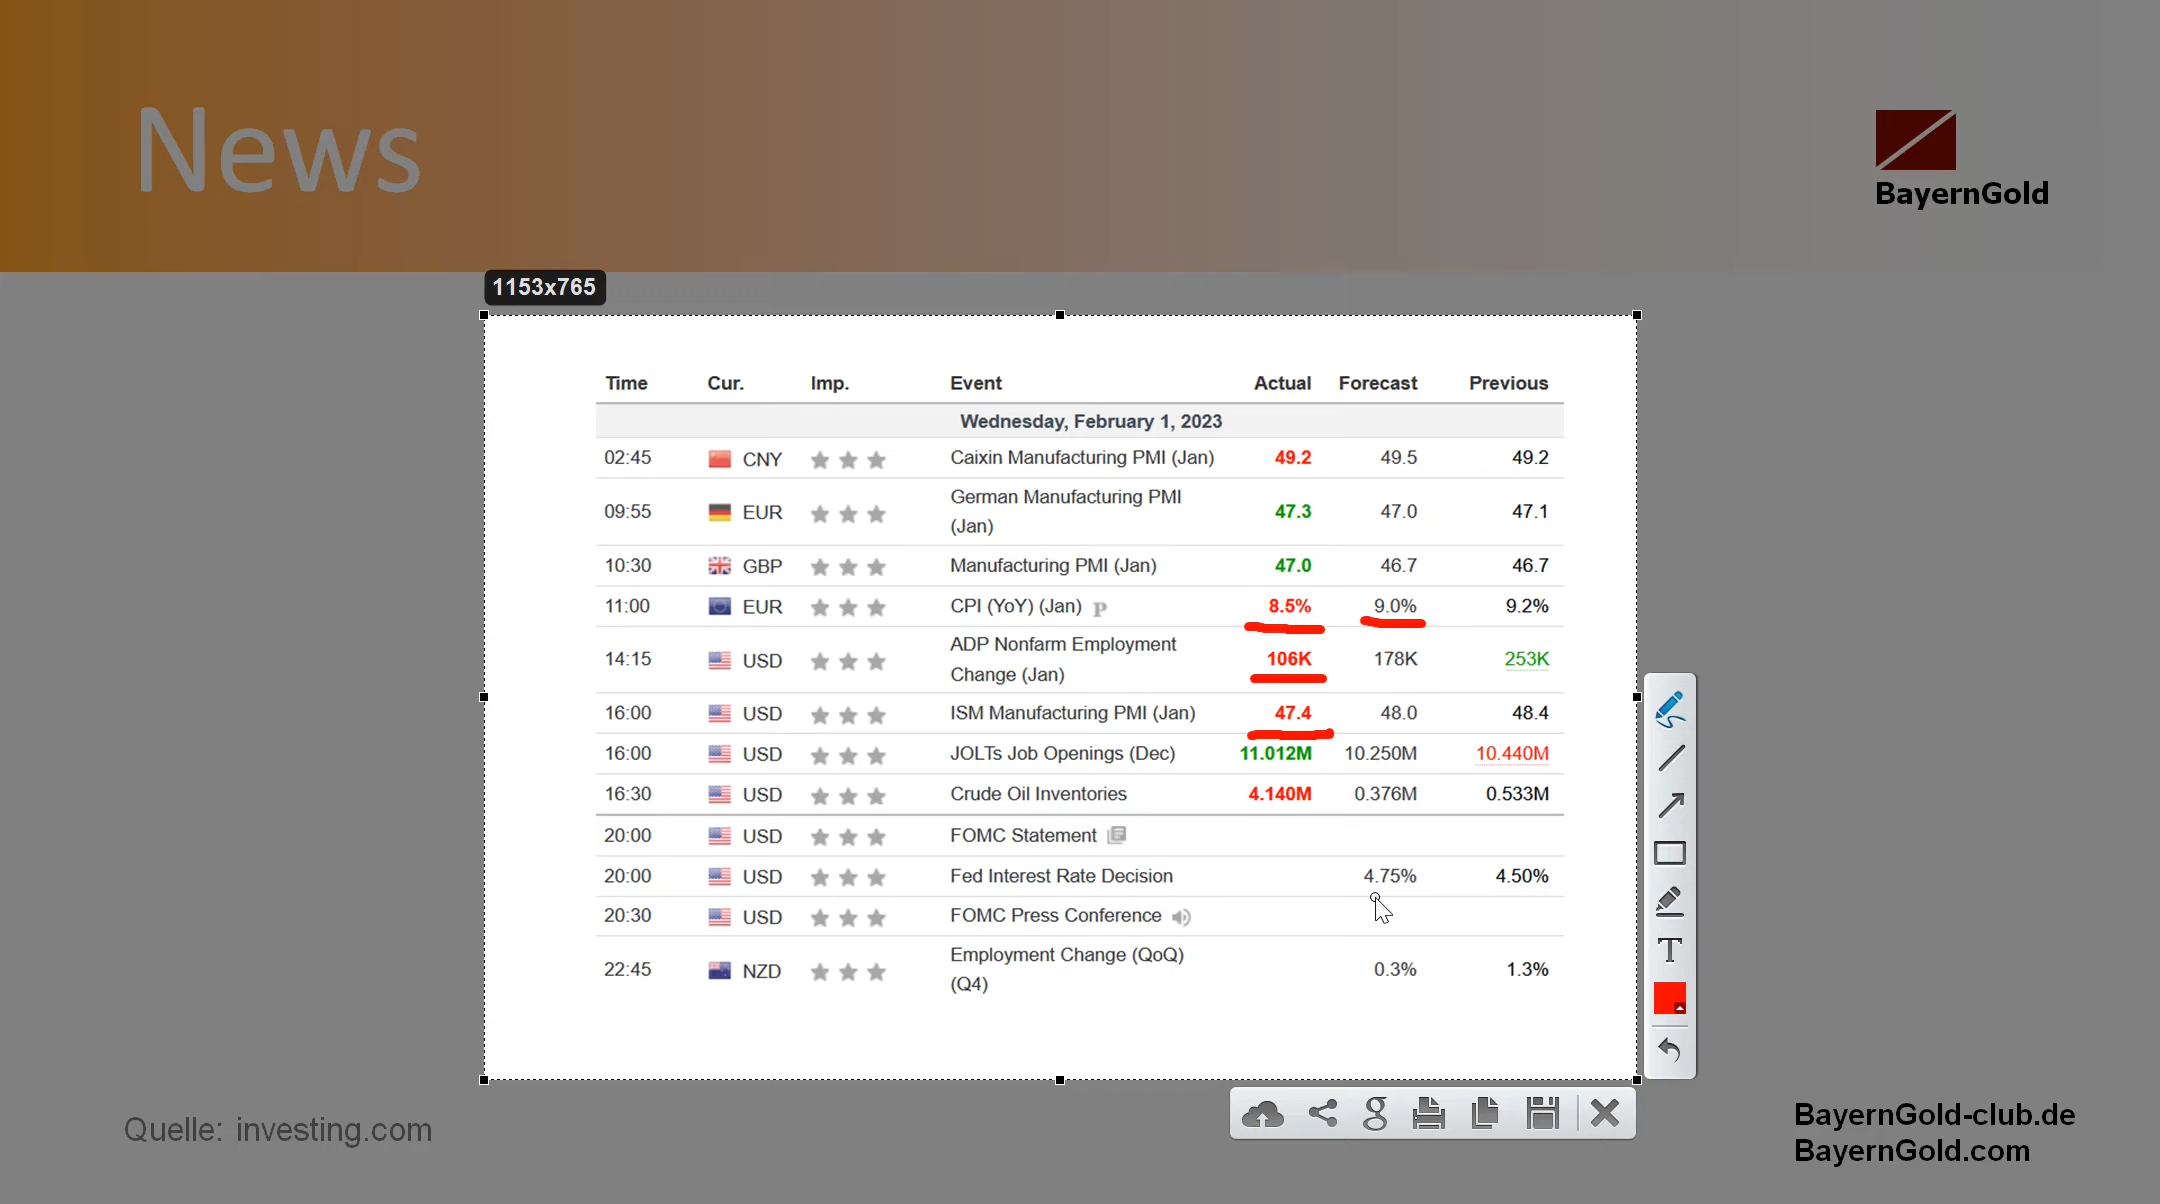 News
BayernGold
1153x765
Time Cur. Imp. Event Actual Forecast Previous
Wednesday, February 1, 2023
02:45 CNY Caixin Manufacturing PMI (Jan) 49.2 49.5 49.2
09:55 EUR German Manufacturing PMI (Jan) 47.3 47.0 47.1
10:30 GBP Manufacturing PMI (Jan) 47.0 46.7 46.7
11:00 EUR CPI (YoY) (Jan) P 8.5% 9.0% 9.2%
14:15 USD ADP Nonfarm Employment Change (Jan) 106K 178K 253K
16:00 USD ISM Manufacturing PMI (Jan) 47.4 48.0 48.4
16:00 USD JOLTs Job Openings (Dec) 11.012M 10.250M 10.440M
16:30 USD Crude Oil Inventories 4.140M 0.376M 0.533M
20:00 USD FOMC Statement
20:00 USD Fed Interest Rate Decision 4.75% 4.50%
20:30 USD FOMC Press Conference
22:45 NZD Employment Change (QoQ) (Q4) 0.3% 1.3%
T
g
Quelle: investing.com
BayernGold-club.de
BayernGold.com